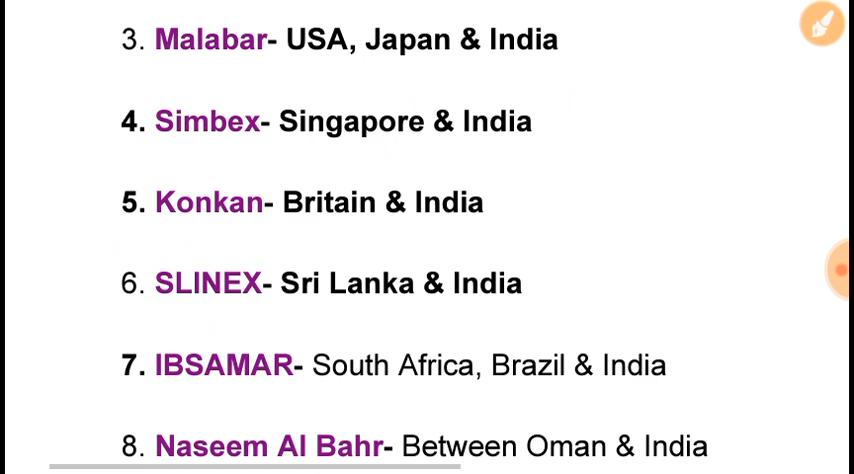 3. Malabar- USA, Japan & India
4. Simbex- Singapore & India
5. Konkan- Britain & India
6. SLINEX- Sri Lanka & India
7. IBSAMAR- South Africa, Brazil & India
8. Naseem Al Bahr- Between Oman & India